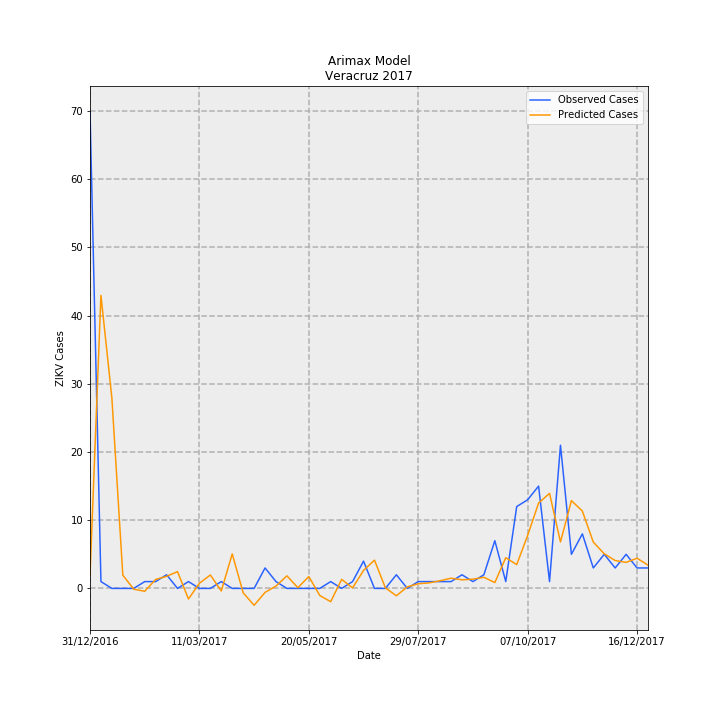 Arimax Model
Veracruz 2017
Observed Cases
Predicted Cases
70
60
50
40
30
20
10
0
ZIKV Cases
31/12/2016 11/03/2017 20/05/2017 29/07/2017 07/10/2017 16/12/2017
Date